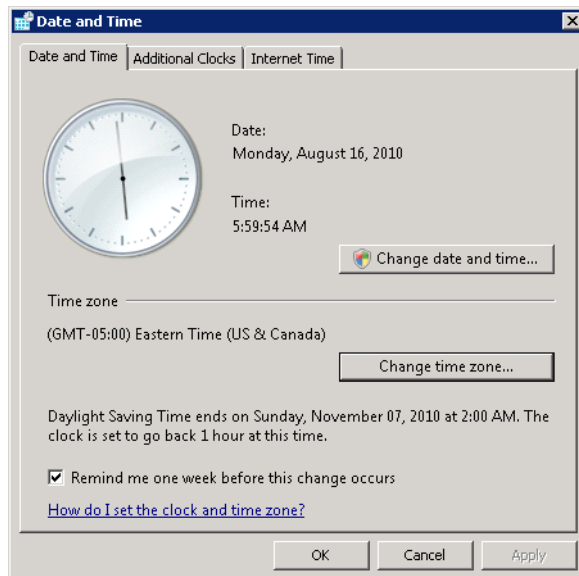 Date and Time
Date and Time
Additional Clocks
Internet Time
Date:
Monday, August 16, 2010
Time:
5:59:54 AM
Change date and time...
Time zone
(GMT-05:00) Eastern Time (US & Canada)
Change time zone...
Daylight Saving Time ends on Sunday, November 07, 2010 at 2:00 AM. The
clock is set to go back 1 hour at this time.
Remind me one week before this change occurs
How do I set the clock and time zone?
OK
Cancel
Apply